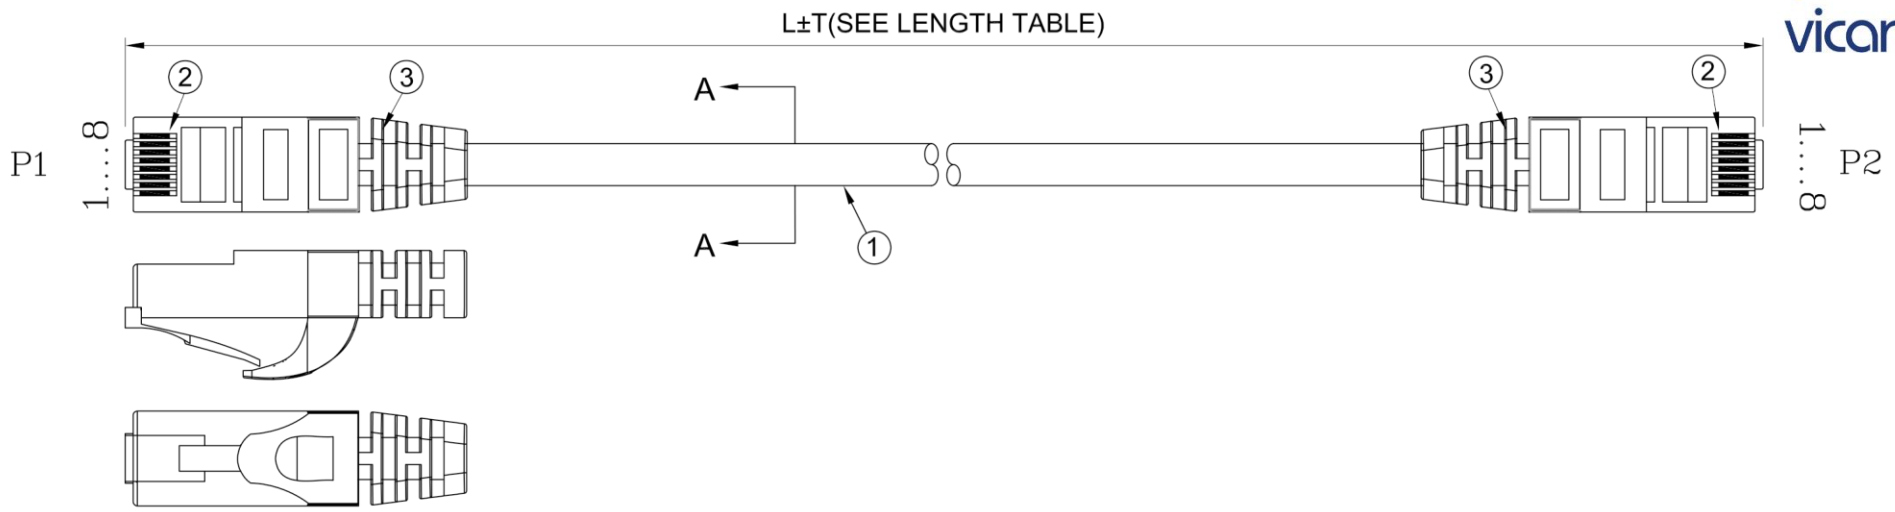 L±T(SEE LENGTH TABLE)
vicar
2
3
A
3
2
P1
1....8
1....8
P2
A
1